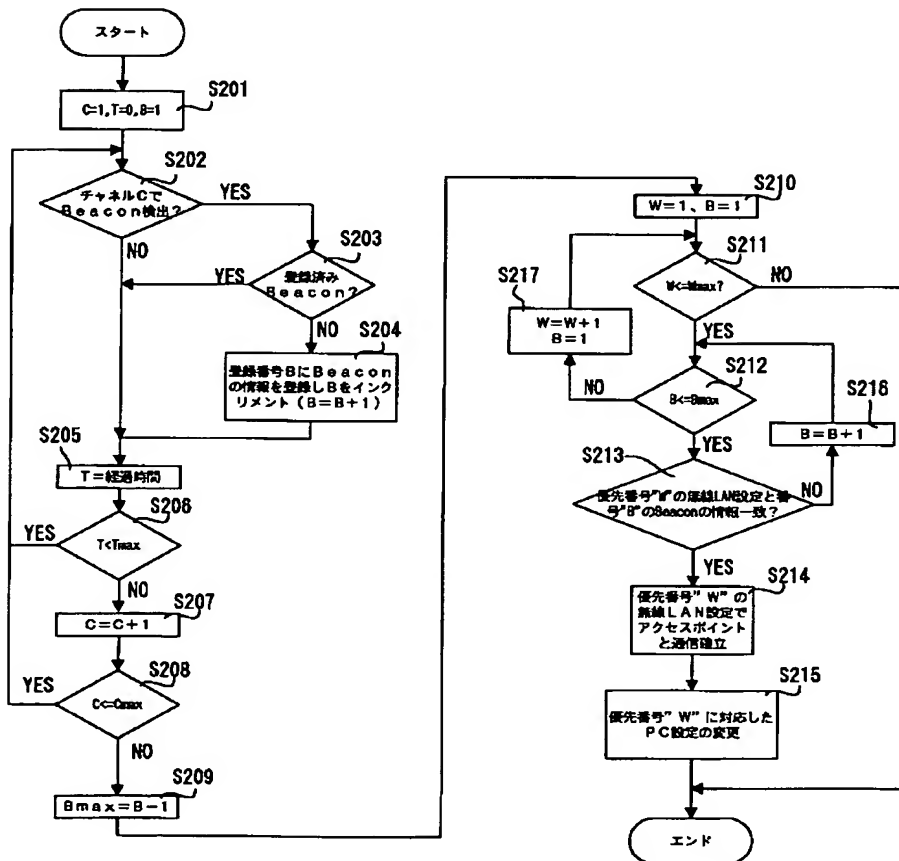 スタート
S201
C=1,T=0,B=1
S202
チャネルCで
Beacon検出?
YES
NO
S203
登録済み
Beacon?
YES
NO
S204
登録番号BにBeacon
の情報を登録しBをインク
リメント(B=B+1)
S205
T=経過時間
S206
T<Tmax
YES
NO
S207
C=C+1
S208
C<=Cmax
YES
NO
S209
Bmax=B-1
S210
W=1、B=1
S211
W<=Wmax?
NO
YES
S217
W=W+1
B=1
S212
B<=Bmax
NO
YES
S216
B=B+1
S213
優先番号"W"の無線LAN設定と番
号"B"のBeaconの情報一致?
NO
YES
S214
優先番号"W"の
無線LAN設定で
アクセスポイント
と通信確立
S215
優先番号"W"に対応した
PC設定の変更
エンド